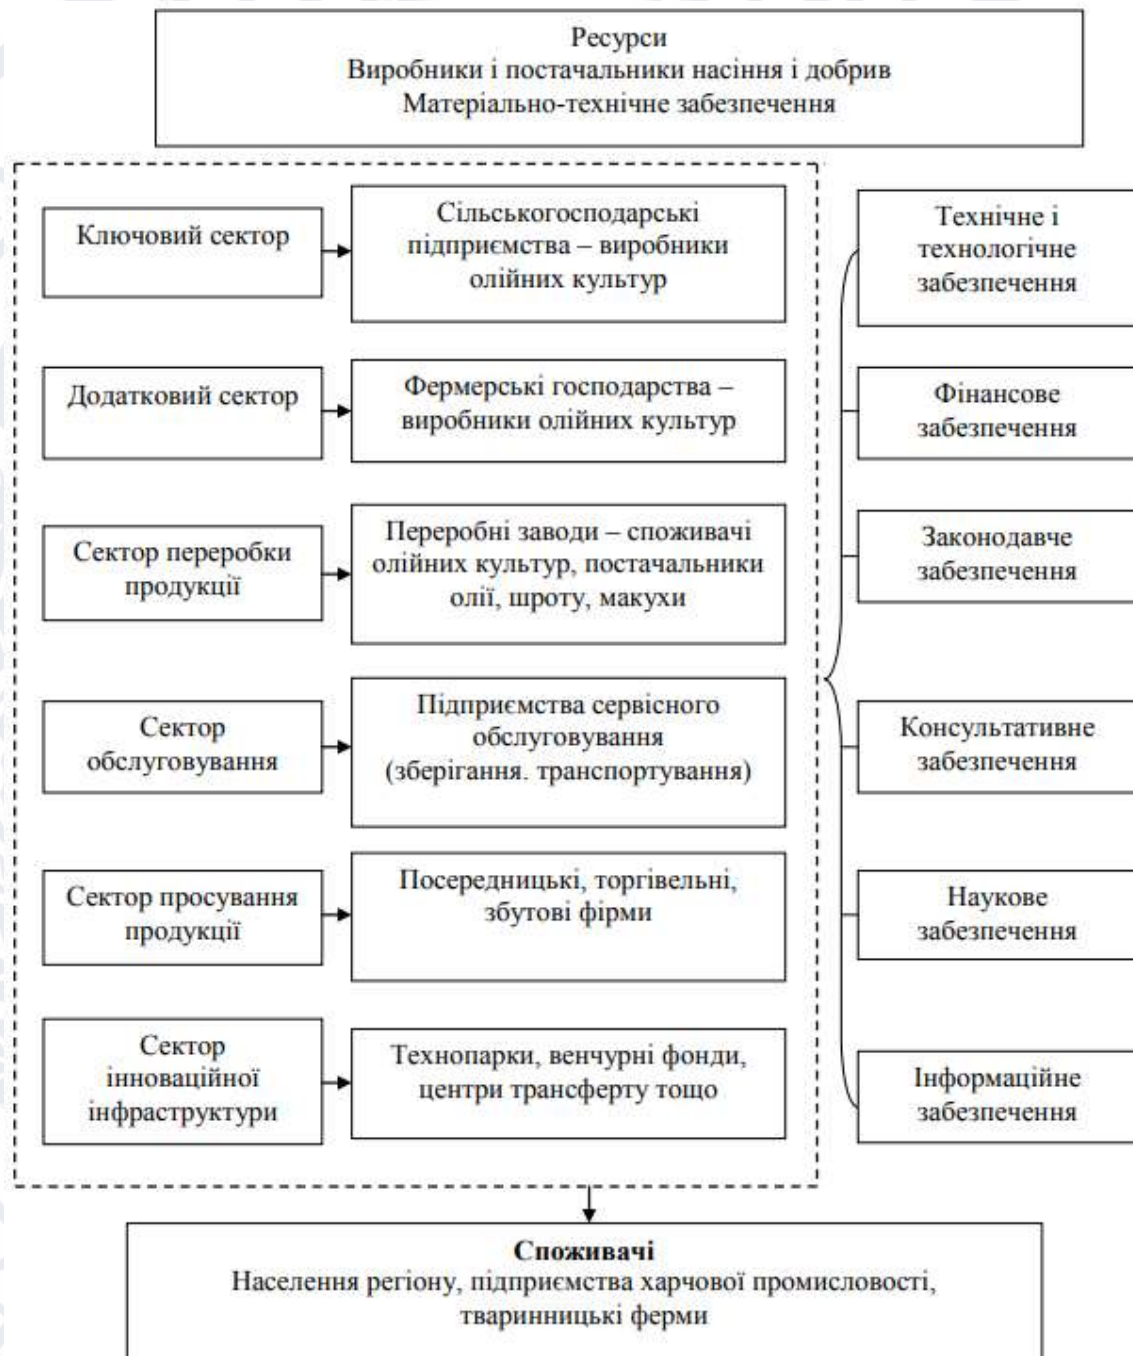 Ресурси
Виробники і постачальники насіння і добрив
Матеріально-технічне забезпечення
Ключовий сектор
Сільськогосподарські
підприємства – виробники
олійних культур
Технічне і
технологічне
забезпечення
Додатковий сектор
Фермерські господарства –
виробники олійних культур
Фінансове
забезпечення
Сектор переробки
продукції
Переробні заводи – споживачі
олійних культур, постачальники
олії, шроту, макухи
Законодавче
забезпечення
Сектор
обслуговування
Підприємства сервісного
обслуговування
(зберігання. транспортування)
Консультативне
забезпечення
Сектор просування
продукції
Посередницькі, торгівельні,
збутові фірми
Наукове
забезпечення
Сектор
інноваційної
інфраструктури
Технопарки, венчурні фонди,
центри трансферту тощо
Інформаційне
забезпечення
Споживачі
Населення регіону, підприємства харчової промисловості,
тваринницькі ферми